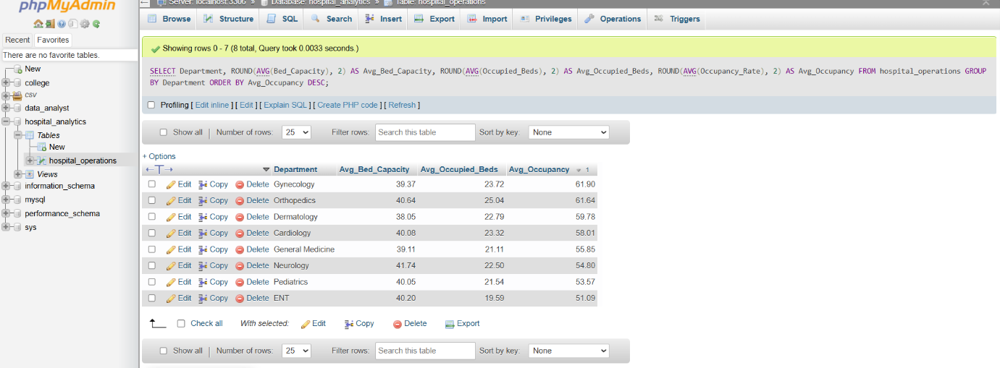 phpMyAdmin
Recent Favorites
There are no favorite tables.
New
college
csv
data_analyst
hospital_analytics
Tables
New
hospital_operations
Views
information_schema
mysql
performance_schema
sys
Server: localhost:3306 » Database: hospital_analytics » Table: hospital_operations
Browse Structure SQL Search Insert Export Import Privileges Operations Triggers
Showing rows 0 - 7 (8 total, Query took 0.0033 seconds.)
SELECT Department, ROUND(AVG(Bed_Capacity), 2) AS Avg_Bed_Capacity, ROUND(AVG(Occupied_Beds), 2) AS Avg_Occupied_Beds, ROUND(AVG(Occupancy_Rate), 2) AS Avg_Occupancy FROM hospital_operations GROUP
BY Department ORDER BY Avg_Occupancy DESC;
Profiling [ Edit inline ] [ Edit ] [ Explain SQL ] [ Create PHP code ] [ Refresh ]
Show all | Number of rows: 25 Filter rows: Search this table Sort by key: None
+ Options
←T→ Department Avg_Bed_Capacity Avg_Occupied_Beds Avg_Occupancy 1
Edit Copy Delete Gynecology 39.37 23.72 61.90
Edit Copy Delete Orthopedics 40.64 25.04 61.64
Edit Copy Delete Dermatology 38.05 22.79 59.78
Edit Copy Delete Cardiology 40.08 23.32 58.01
Edit Copy Delete General Medicine 39.11 21.11 55.85
Edit Copy Delete Neurology 41.74 22.50 54.80
Edit Copy Delete Pediatrics 40.05 21.54 53.57
Edit Copy Delete ENT 40.20 19.59 51.09
Check all With selected: Edit Copy Delete Export
Show all | Number of rows: 25 Filter rows: Search this table Sort by key: None